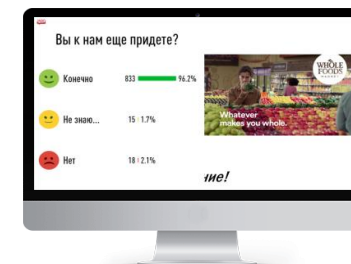 Вы к нам еще придете?
Конечно 833 96.2%
Не знаю... 15 1.7%
Нет 18 2.1%
WHOLE
FOODS
MARKET
Whatever
makes you whole.
ние!